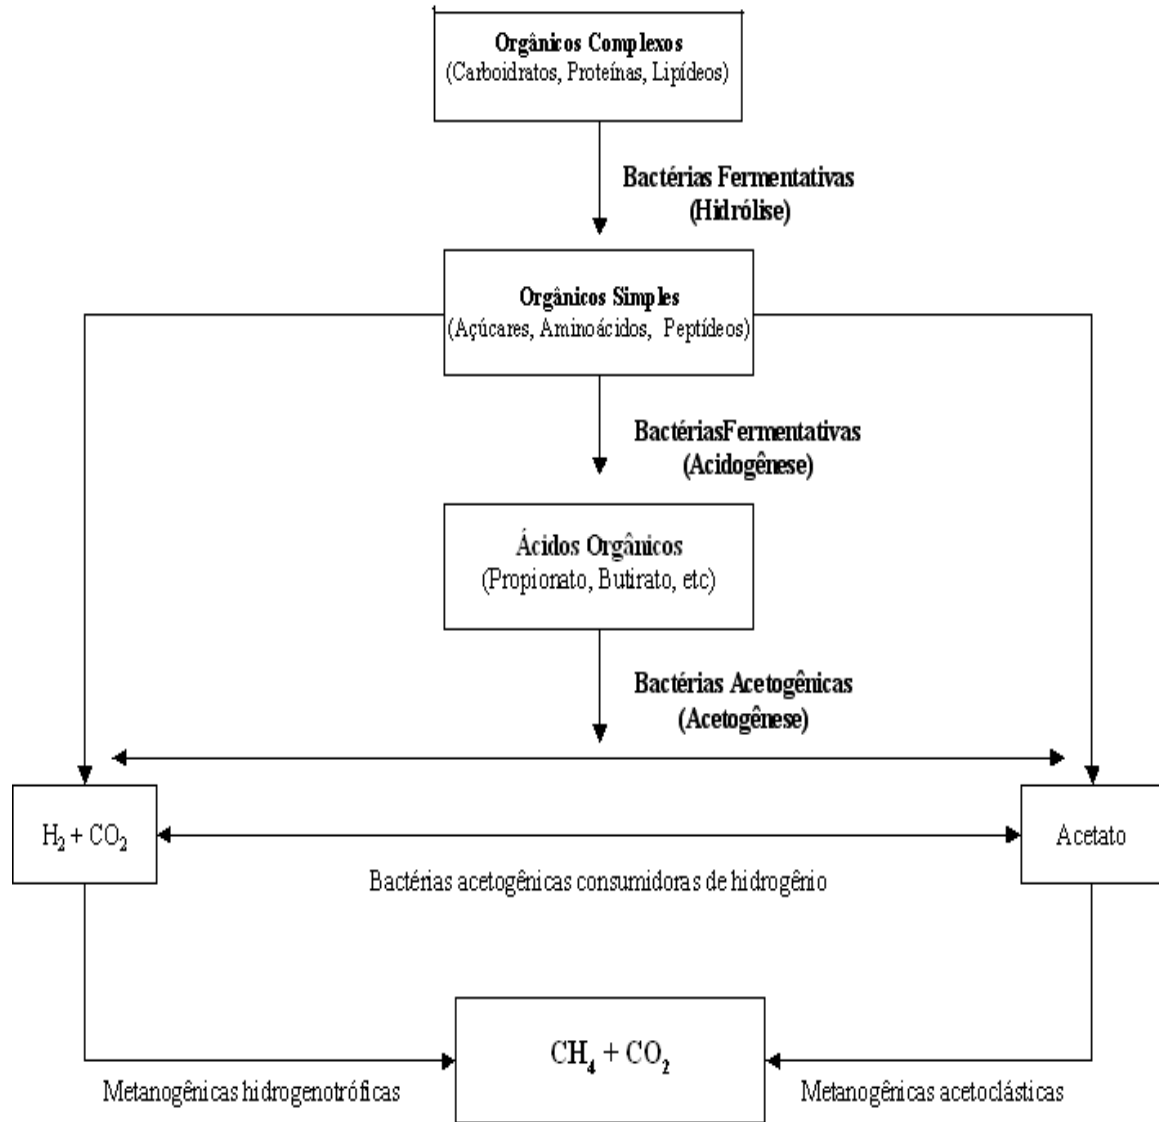 Orgânicos Complexos
(Carboidratos, Proteínas, Lipídeos)
Bactérias Fermentativas
(Hidrólise)
Orgânicos Simples
(Açúcares, Aminoácidos, Peptídeos)
BactériasFermentativas
(Acidogênese)
Ácidos Orgânicos
(Propionato, Butirato, etc)
Bactérias Acetogênicas
(Acetogênese)
H₂ + CO₂
Acetato
Bactérias acetogênicas consumidoras de hidrogênio
CH₄ + CO₂
Metanogênicas hidrogenotróficas
Metanogênicas acetoclásticas